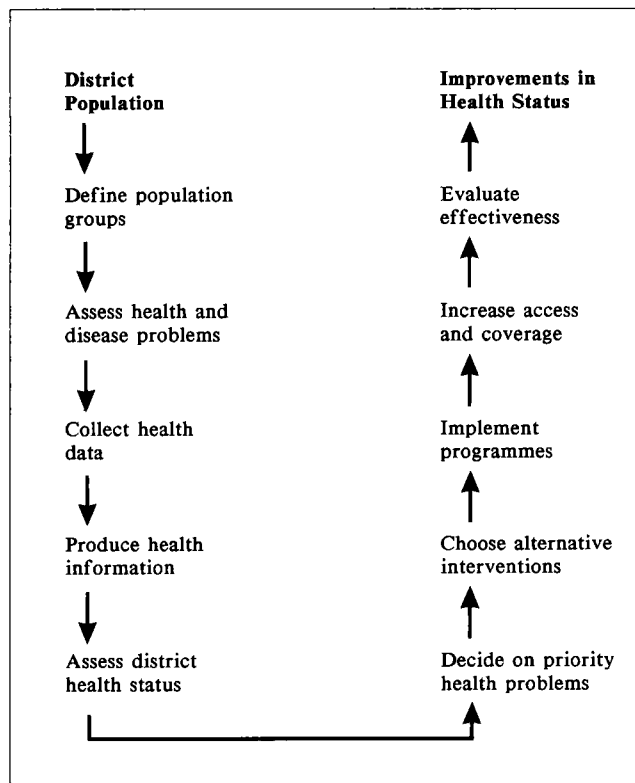 District
Population
Define population
groups
Assess health and
disease problems
Collect health
data
Produce health
information
Assess district
health status
Improvements in
Health Status
Evaluate
effectiveness
Increase access
and coverage
Implement
programmes
Choose alternative
interventions
Decide on priority
health problems